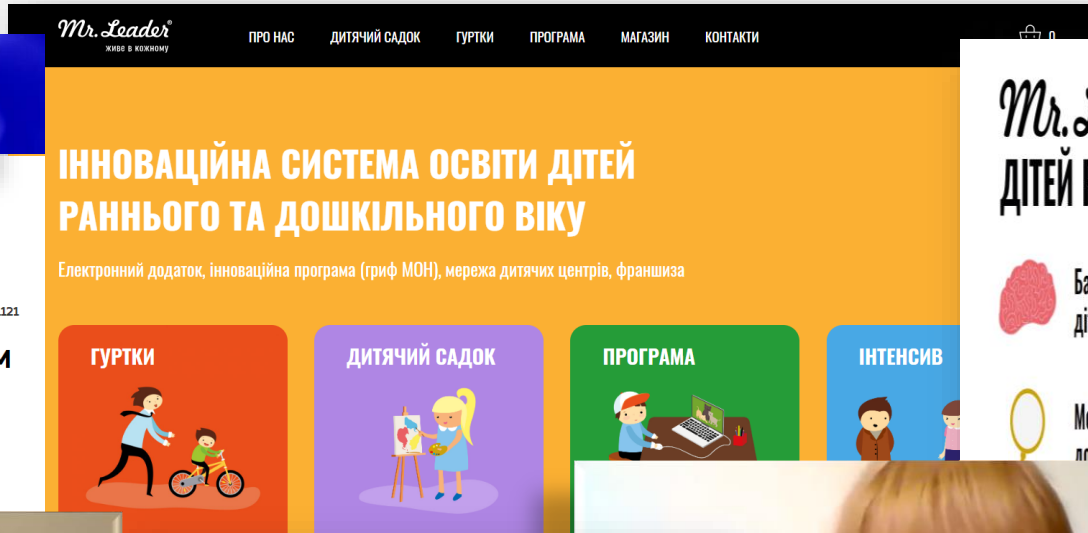 Mr. Leader®
живе в кожному
ПРО НАС
ДИТЯЧИЙ САДОК
ГУРТКИ
ПРОГРАМА
МАГАЗИН
КОНТАКТИ
0
ІННОВАЦІЙНА СИСТЕМА ОСВІТИ ДІТЕЙ
РАННЬОГО ТА ДОШКІЛЬНОГО ВІКУ
Електронний додаток, інноваційна програма (гриф МОН), мережа дитячих центрів, франшиза
ГУРТКИ
ДИТЯЧИЙ САДОК
ПРОГРАМА
ІНТЕНСИВ
121
Mr.
ДІТЕЙ